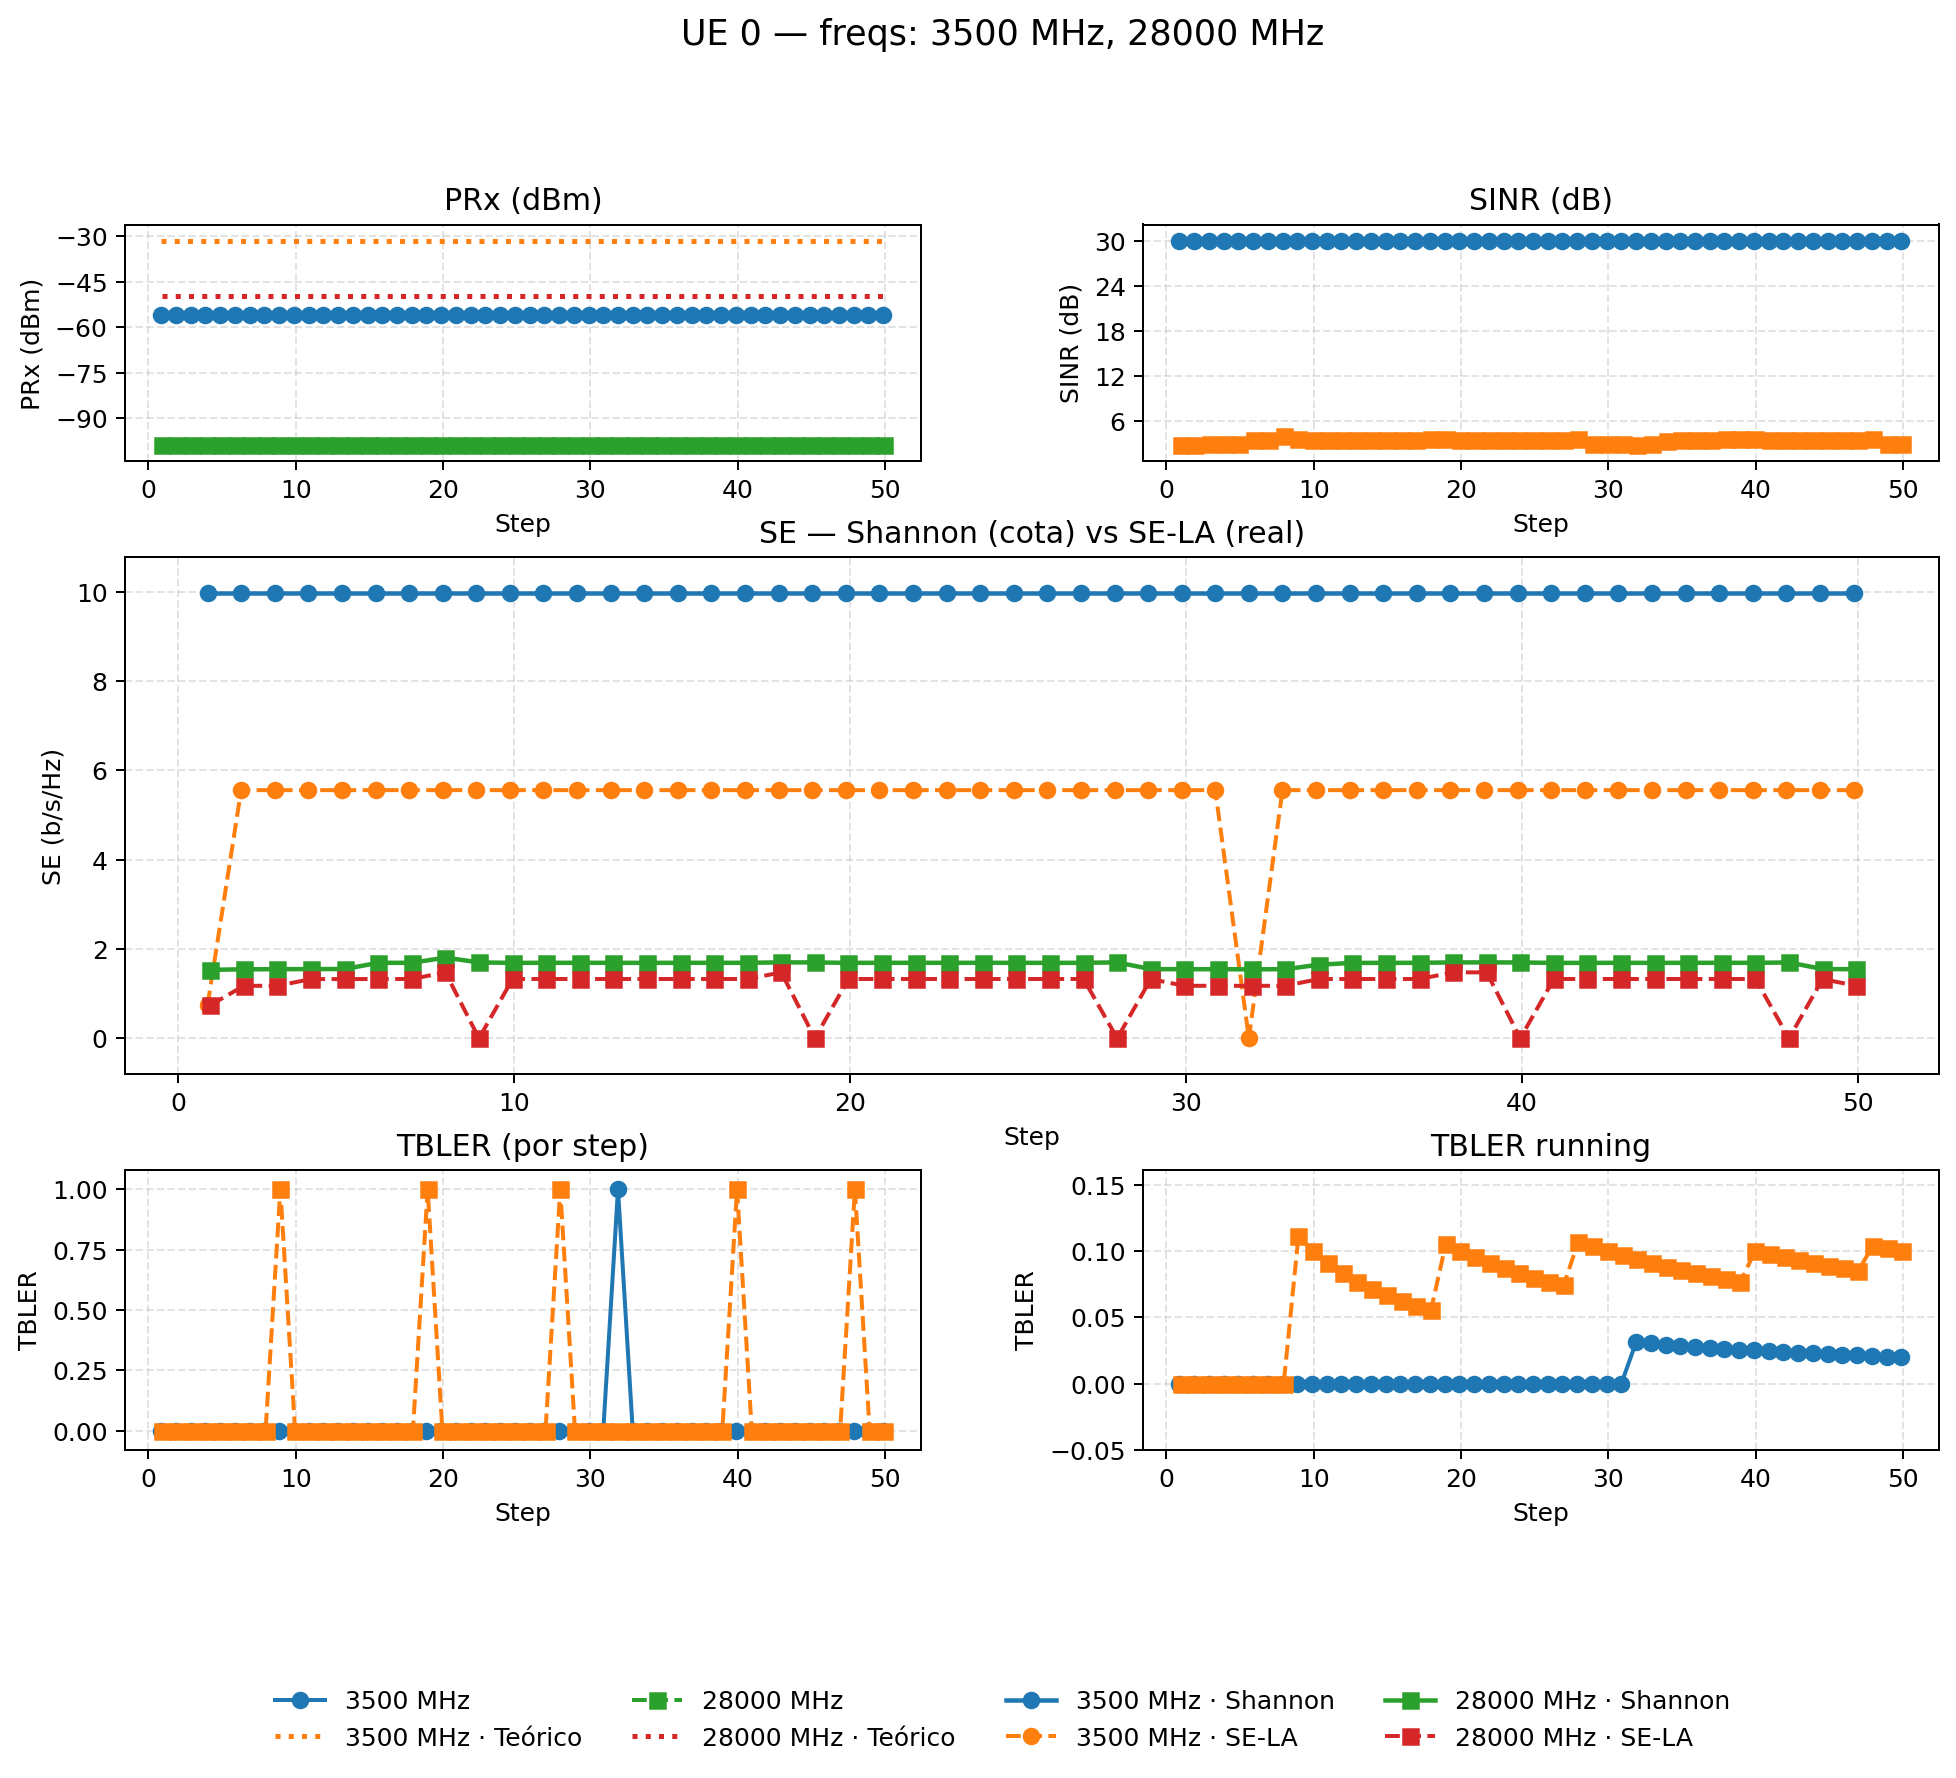 UE 0 — freqs: 3500 MHz, 28000 MHz
PRx (dBm)
PRx (dBm)
−30
−45
−60
−75
−90
0 10 20 30 40 50
Step
SINR (dB)
SINR (dB)
30
24
18
12
6
0 10 20 30 40 50
Step
SE — Shannon (cota) vs SE-LA (real)
SE (b/s/Hz)
10
8
6
4
2
0
0 10 20 30 40 50
Step
TBLER (por step)
TBLER
1.00
0.75
0.50
0.25
0.00
0 10 20 30 40 50
Step
TBLER running
TBLER
0.15
0.10
0.05
0.00
−0.05
0 10 20 30 40 50
Step
3500 MHz 28000 MHz 3500 MHz · Shannon 28000 MHz · Shannon
3500 MHz · Teórico 28000 MHz · Teórico 3500 MHz · SE-LA 28000 MHz · SE-LA